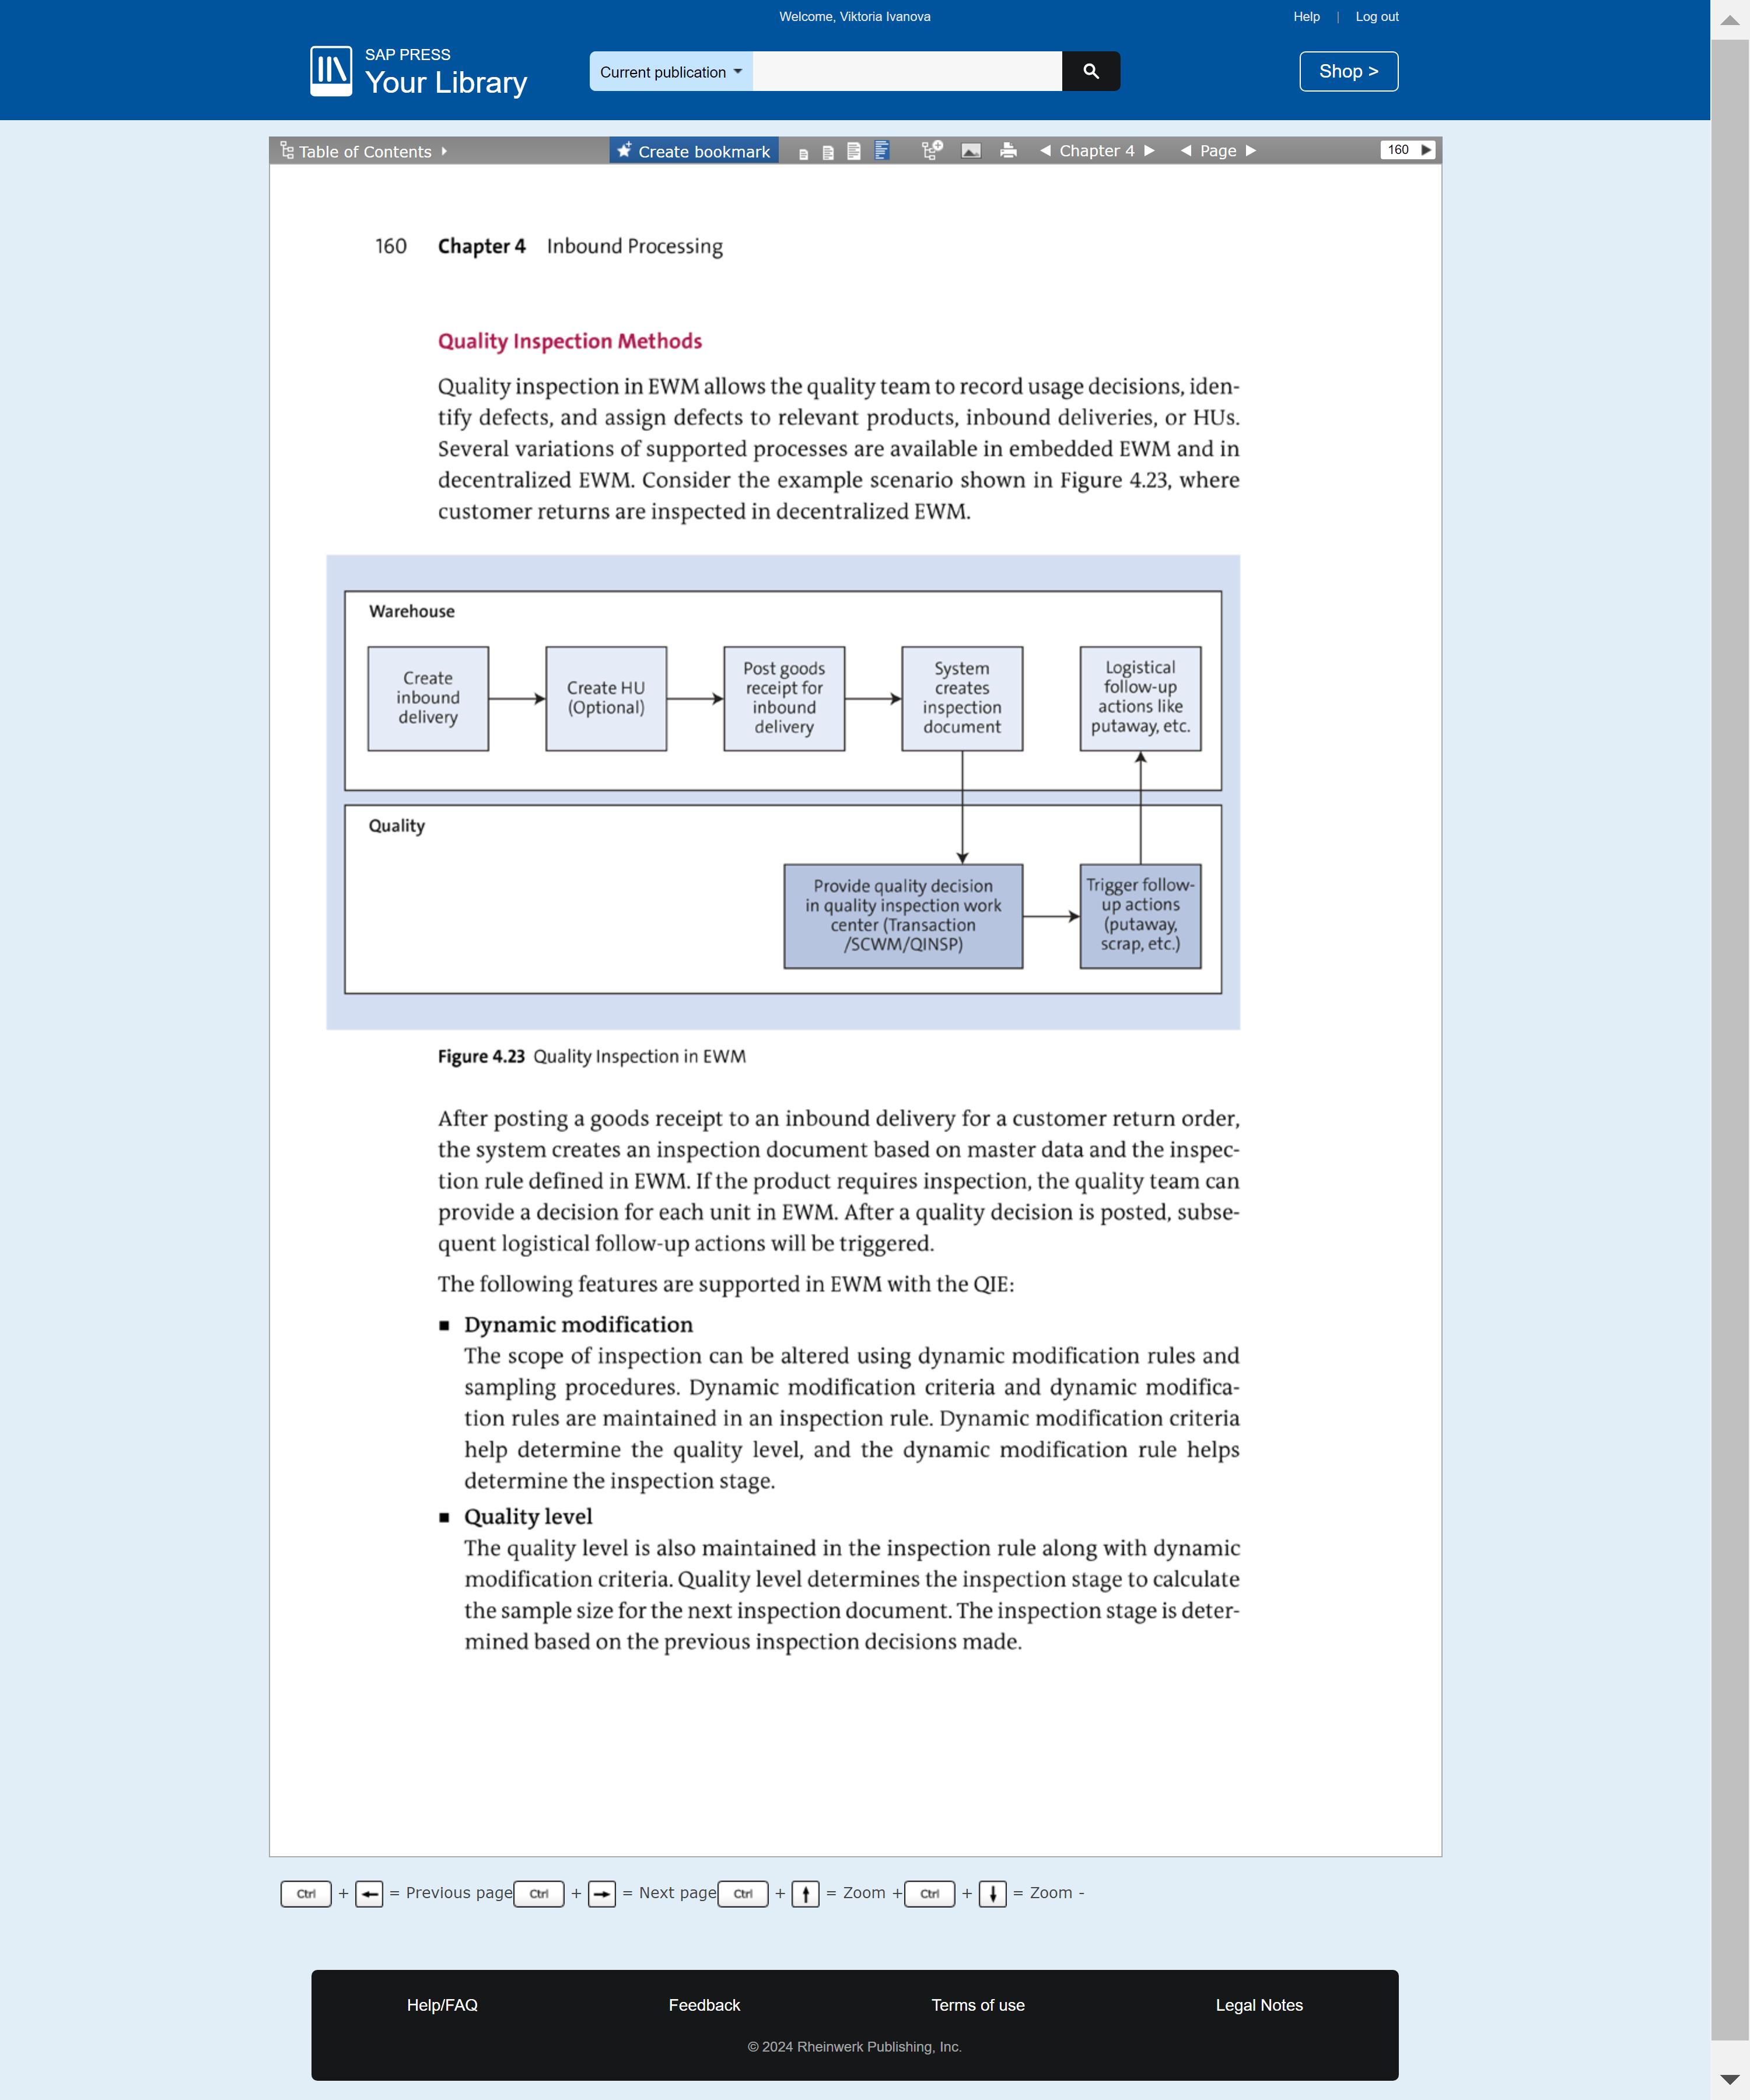 Welcome, Viktoria Ivanova
Help | Log out
SAP PRESS
Your Library
Current publication
Shop >
Table of Contents
Create bookmark
Chapter 4
Page
160
160 Chapter 4 Inbound Processing
Quality Inspection Methods
Quality inspection in EWM allows the quality team to record usage decisions, iden-
tify defects, and assign defects to relevant products, inbound deliveries, or HUs.
Several variations of supported processes are available in embedded EWM and in
decentralized EWM. Consider the example scenario shown in Figure 4.23, where
customer returns are inspected in decentralized EWM.
Warehouse
Create
inbound
delivery
Create HU
(Optional)
Post goods
receipt for
inbound
delivery
System
creates
inspection
document
Logistical
follow-up
actions like
putaway, etc.
Quality
Provide quality decision
in quality inspection work
center (Transaction
/SCWM/QINSP)
Trigger follow-
up actions
(putaway,
scrap, etc.)
Figure 4.23 Quality Inspection in EWM
After posting a goods receipt to an inbound delivery for a customer return order,
the system creates an inspection document based on master data and the inspec-
tion rule defined in EWM. If the product requires inspection, the quality team can
provide a decision for each unit in EWM. After a quality decision is posted, subse-
quent logistical follow-up actions will be triggered.
The following features are supported in EWM with the QIE:
■ Dynamic modification
The scope of inspection can be altered using dynamic modification rules and
sampling procedures. Dynamic modification criteria and dynamic modifica-
tion rules are maintained in an inspection rule. Dynamic modification criteria
help determine the quality level, and the dynamic modification rule helps
determine the inspection stage.
■ Quality level
The quality level is also maintained in the inspection rule along with dynamic
modification criteria. Quality level determines the inspection stage to calculate
the sample size for the next inspection document. The inspection stage is deter-
mined based on the previous inspection decisions made.
Ctrl + ← = Previous page Ctrl + → = Next page Ctrl + ↑ = Zoom + Ctrl + ↓ = Zoom -
Help/FAQ
Feedback
Terms of use
Legal Notes
© 2024 Rheinwerk Publishing, Inc.